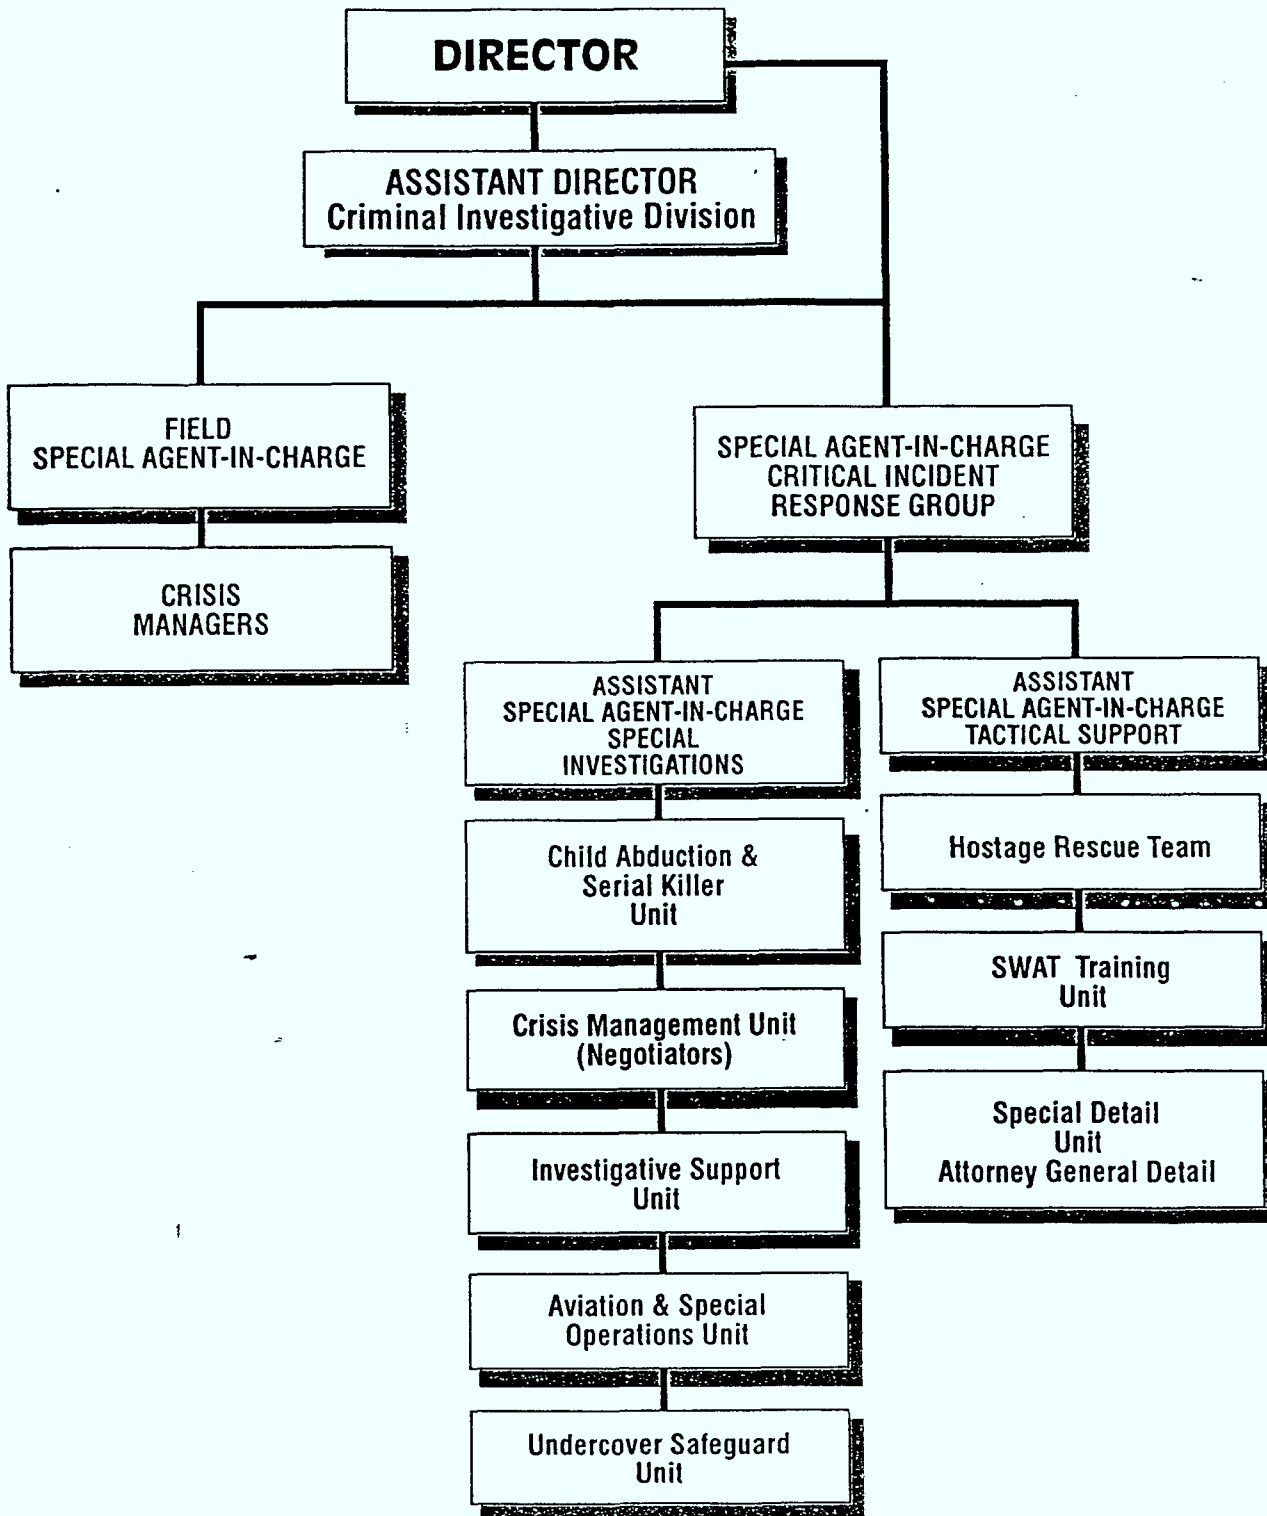 DIRECTOR
ASSISTANT DIRECTOR
Criminal Investigative Division
FIELD
SPECIAL AGENT-IN-CHARGE
CRISIS
MANAGERS
SPECIAL AGENT-IN-CHARGE
CRITICAL INCIDENT
RESPONSE GROUP
ASSISTANT
SPECIAL AGENT-IN-CHARGE
SPECIAL
INVESTIGATIONS
Child Abduction &
Serial Killer
Unit
Crisis Management Unit
(Negotiators)
Investigative Support
Unit
Aviation & Special
Operations Unit
Undercover Safeguard
Unit
ASSISTANT
SPECIAL AGENT-IN-CHARGE
TACTICAL SUPPORT
Hostage Rescue Team
SWAT Training
Unit
Special Detail
Unit
Attorney General Detail